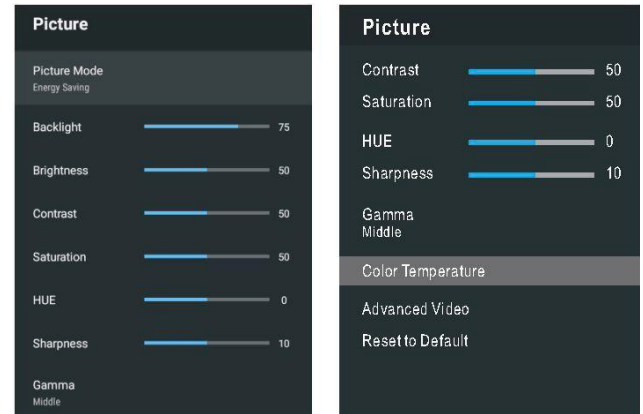 Picture
Picture Mode
Energy Saving
Backlight 75
Brightness 50
Contrast 50
Saturation 50
HUE 0
Sharpness 10
Gamma
Middle
Picture
Contrast 50
Saturation 50
HUE 0
Sharpness 10
Gamma
Middle
Color Temperature
Advanced Video
Reset to Default